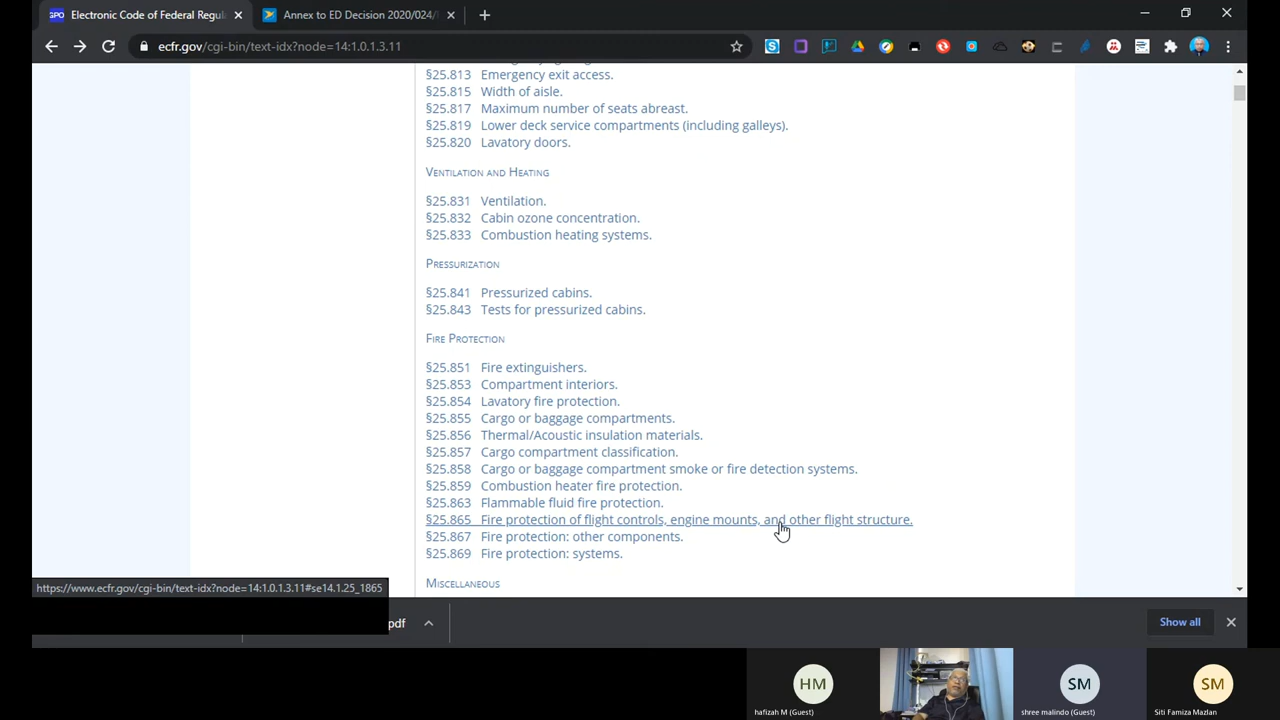 Electronic Code of Federal Regula
Annex to ED Decision 2020/024/
ecfr.gov/cgi-bin/text-idx?node=14:1.0.1.3.11
§25.813 Emergency exit access.
§25.815 Width of aisle.
§25.817 Maximum number of seats abreast.
§25.819 Lower deck service compartments (including galleys).
§25.820 Lavatory doors.
VENTILATION AND HEATING
§25.831 Ventilation.
§25.832 Cabin ozone concentration.
§25.833 Combustion heating systems.
PRESSURIZATION
§25.841 Pressurized cabins.
§25.843 Tests for pressurized cabins.
FIRE PROTECTION
§25.851 Fire extinguishers.
§25.853 Compartment interiors.
§25.854 Lavatory fire protection.
§25.855 Cargo or baggage compartments.
§25.856 Thermal/Acoustic insulation materials.
§25.857 Cargo compartment classification.
§25.858 Cargo or baggage compartment smoke or fire detection systems.
§25.859 Combustion heater fire protection.
§25.863 Flammable fluid fire protection.
§25.865 Fire protection of flight controls, engine mounts, and other flight structure.
§25.867 Fire protection: other components.
§25.869 Fire protection: systems.
MISCELLANEOUS
https://www.ecfr.gov/cgi-bin/text-idx?node=14:1.0.1.3.11#se14.1.25_1865
pdf
Show all
HM
SM
SM
hafizah M (Guest)
shree malindo (Guest)
Siti Famiza Mazlan